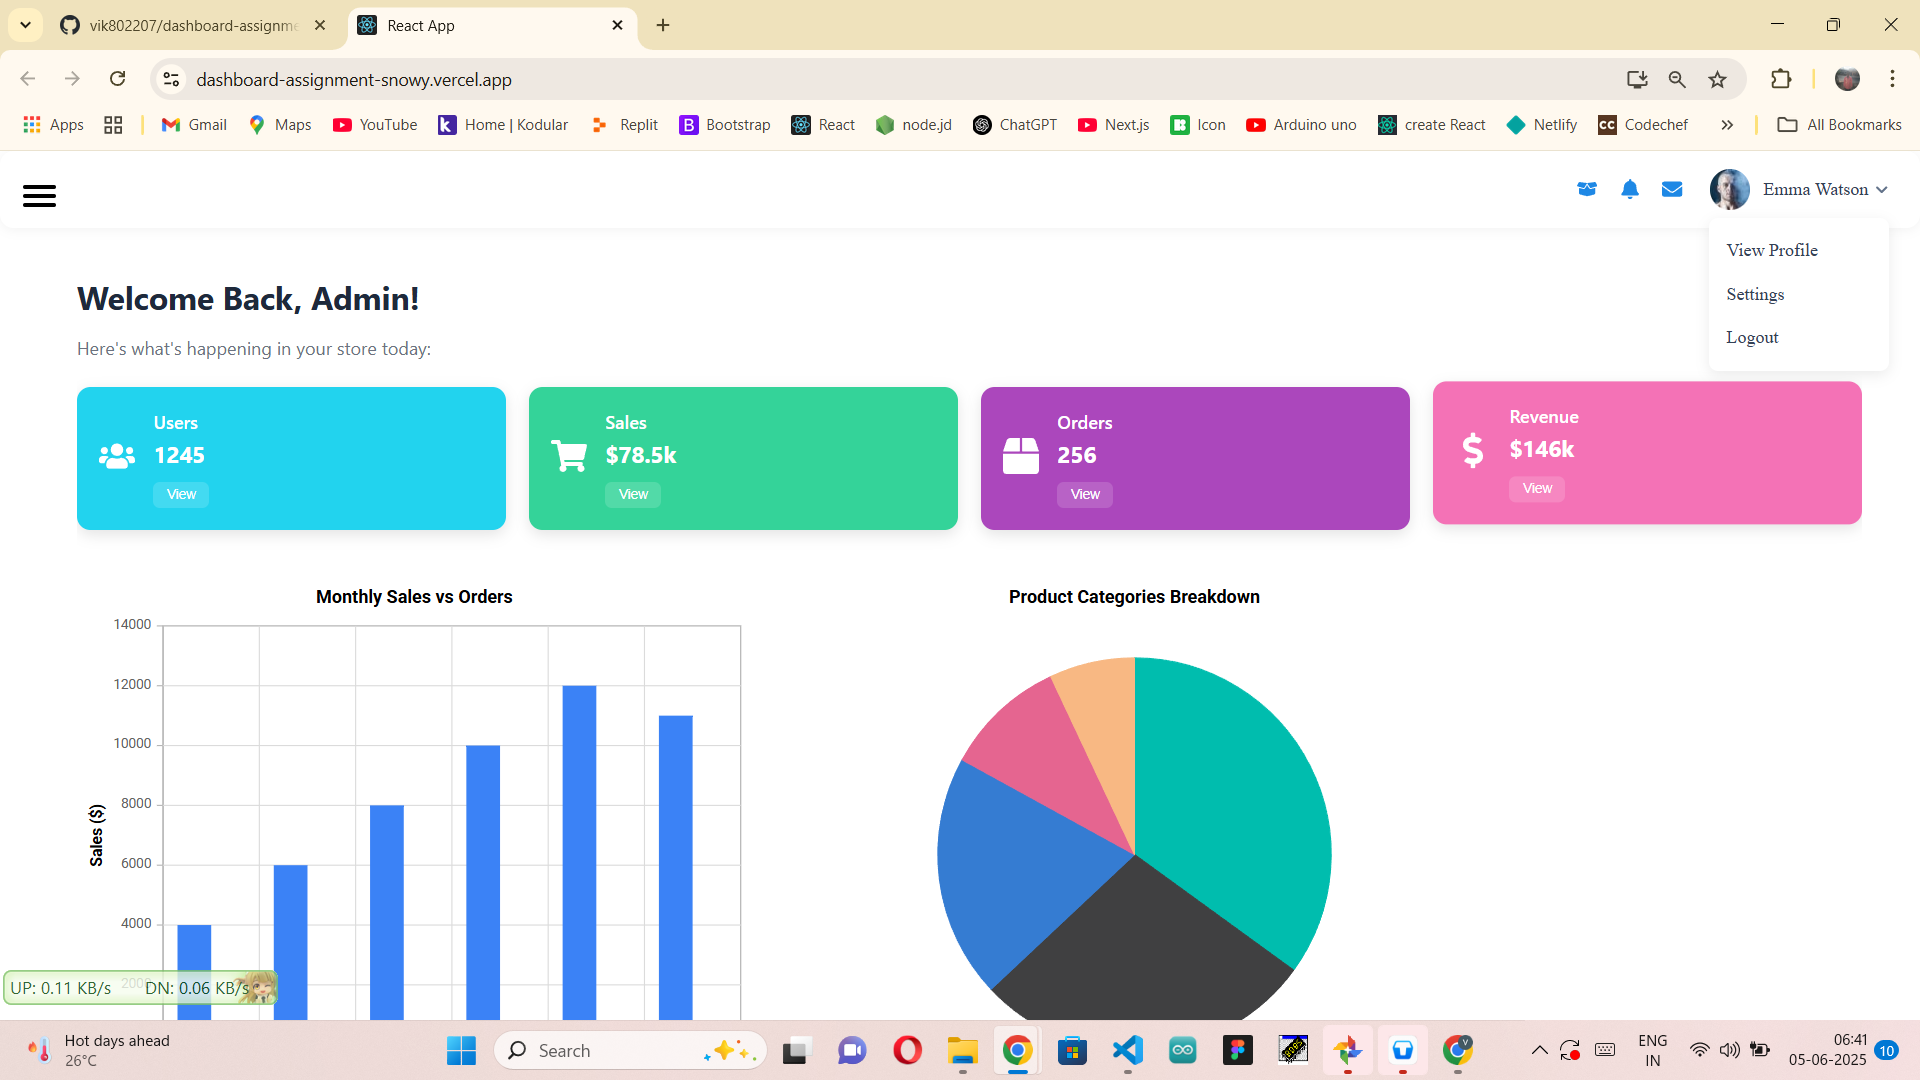 vik802207/dashboard-assignme
React App
dashboard-assignment-snowy.vercel.app
Apps
Gmail
Maps
YouTube
Home | Kodular
Replit
Bootstrap
React
node.jd
ChatGPT
Next.js
Icon
Arduino uno
create React
Netlify
CC
Codechef
All Bookmarks
Emma Watson
View Profile
Settings
Logout
Welcome Back, Admin!
Here's what's happening in your store today:
Users
1245
View
Sales
$78.5k
View
Orders
256
View
Revenue
$146k
View
Monthly Sales vs Orders
Product Categories Breakdown
14000
12000
10000
8000
6000
4000
2000
Sales ($)
UP: 0.11 KB/s DN: 0.06 KB/s
Hot days ahead
26°C
Search
ENG
IN
06:41
05-06-2025
10